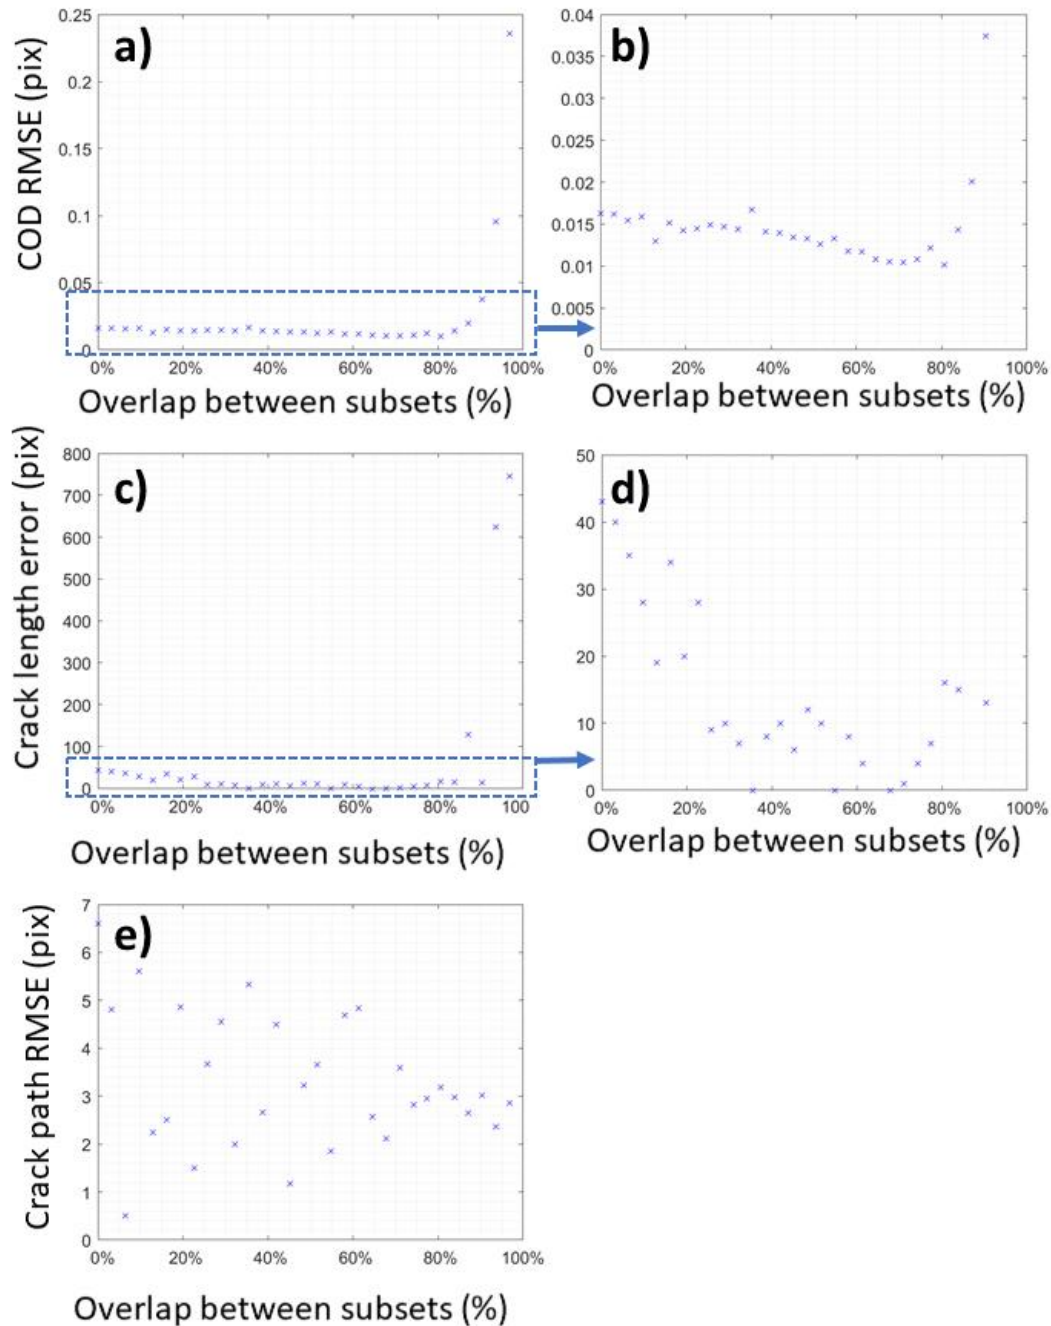 a)
COD RMSE (pix)
0.25
0.2
0.15
0.1
0.05
0
0% 20% 40% 60% 80% 100%
Overlap between subsets (%)
b)
0.04
0.035
0.03
0.025
0.02
0.015
0.01
0.005
0
0% 20% 40% 60% 80% 100%
Overlap between subsets (%)
c)
Crack length error (pix)
800
700
600
500
400
300
200
100
0
0% 20% 40% 60% 80% 100
Overlap between subsets (%)
d)
50
40
30
20
10
0
0% 20% 40% 60% 80% 100%
Overlap between subsets (%)
e)
Crack path RMSE (pix)
7
6
5
4
3
2
1
0
0% 20% 40% 60% 80% 100%
Overlap between subsets (%)